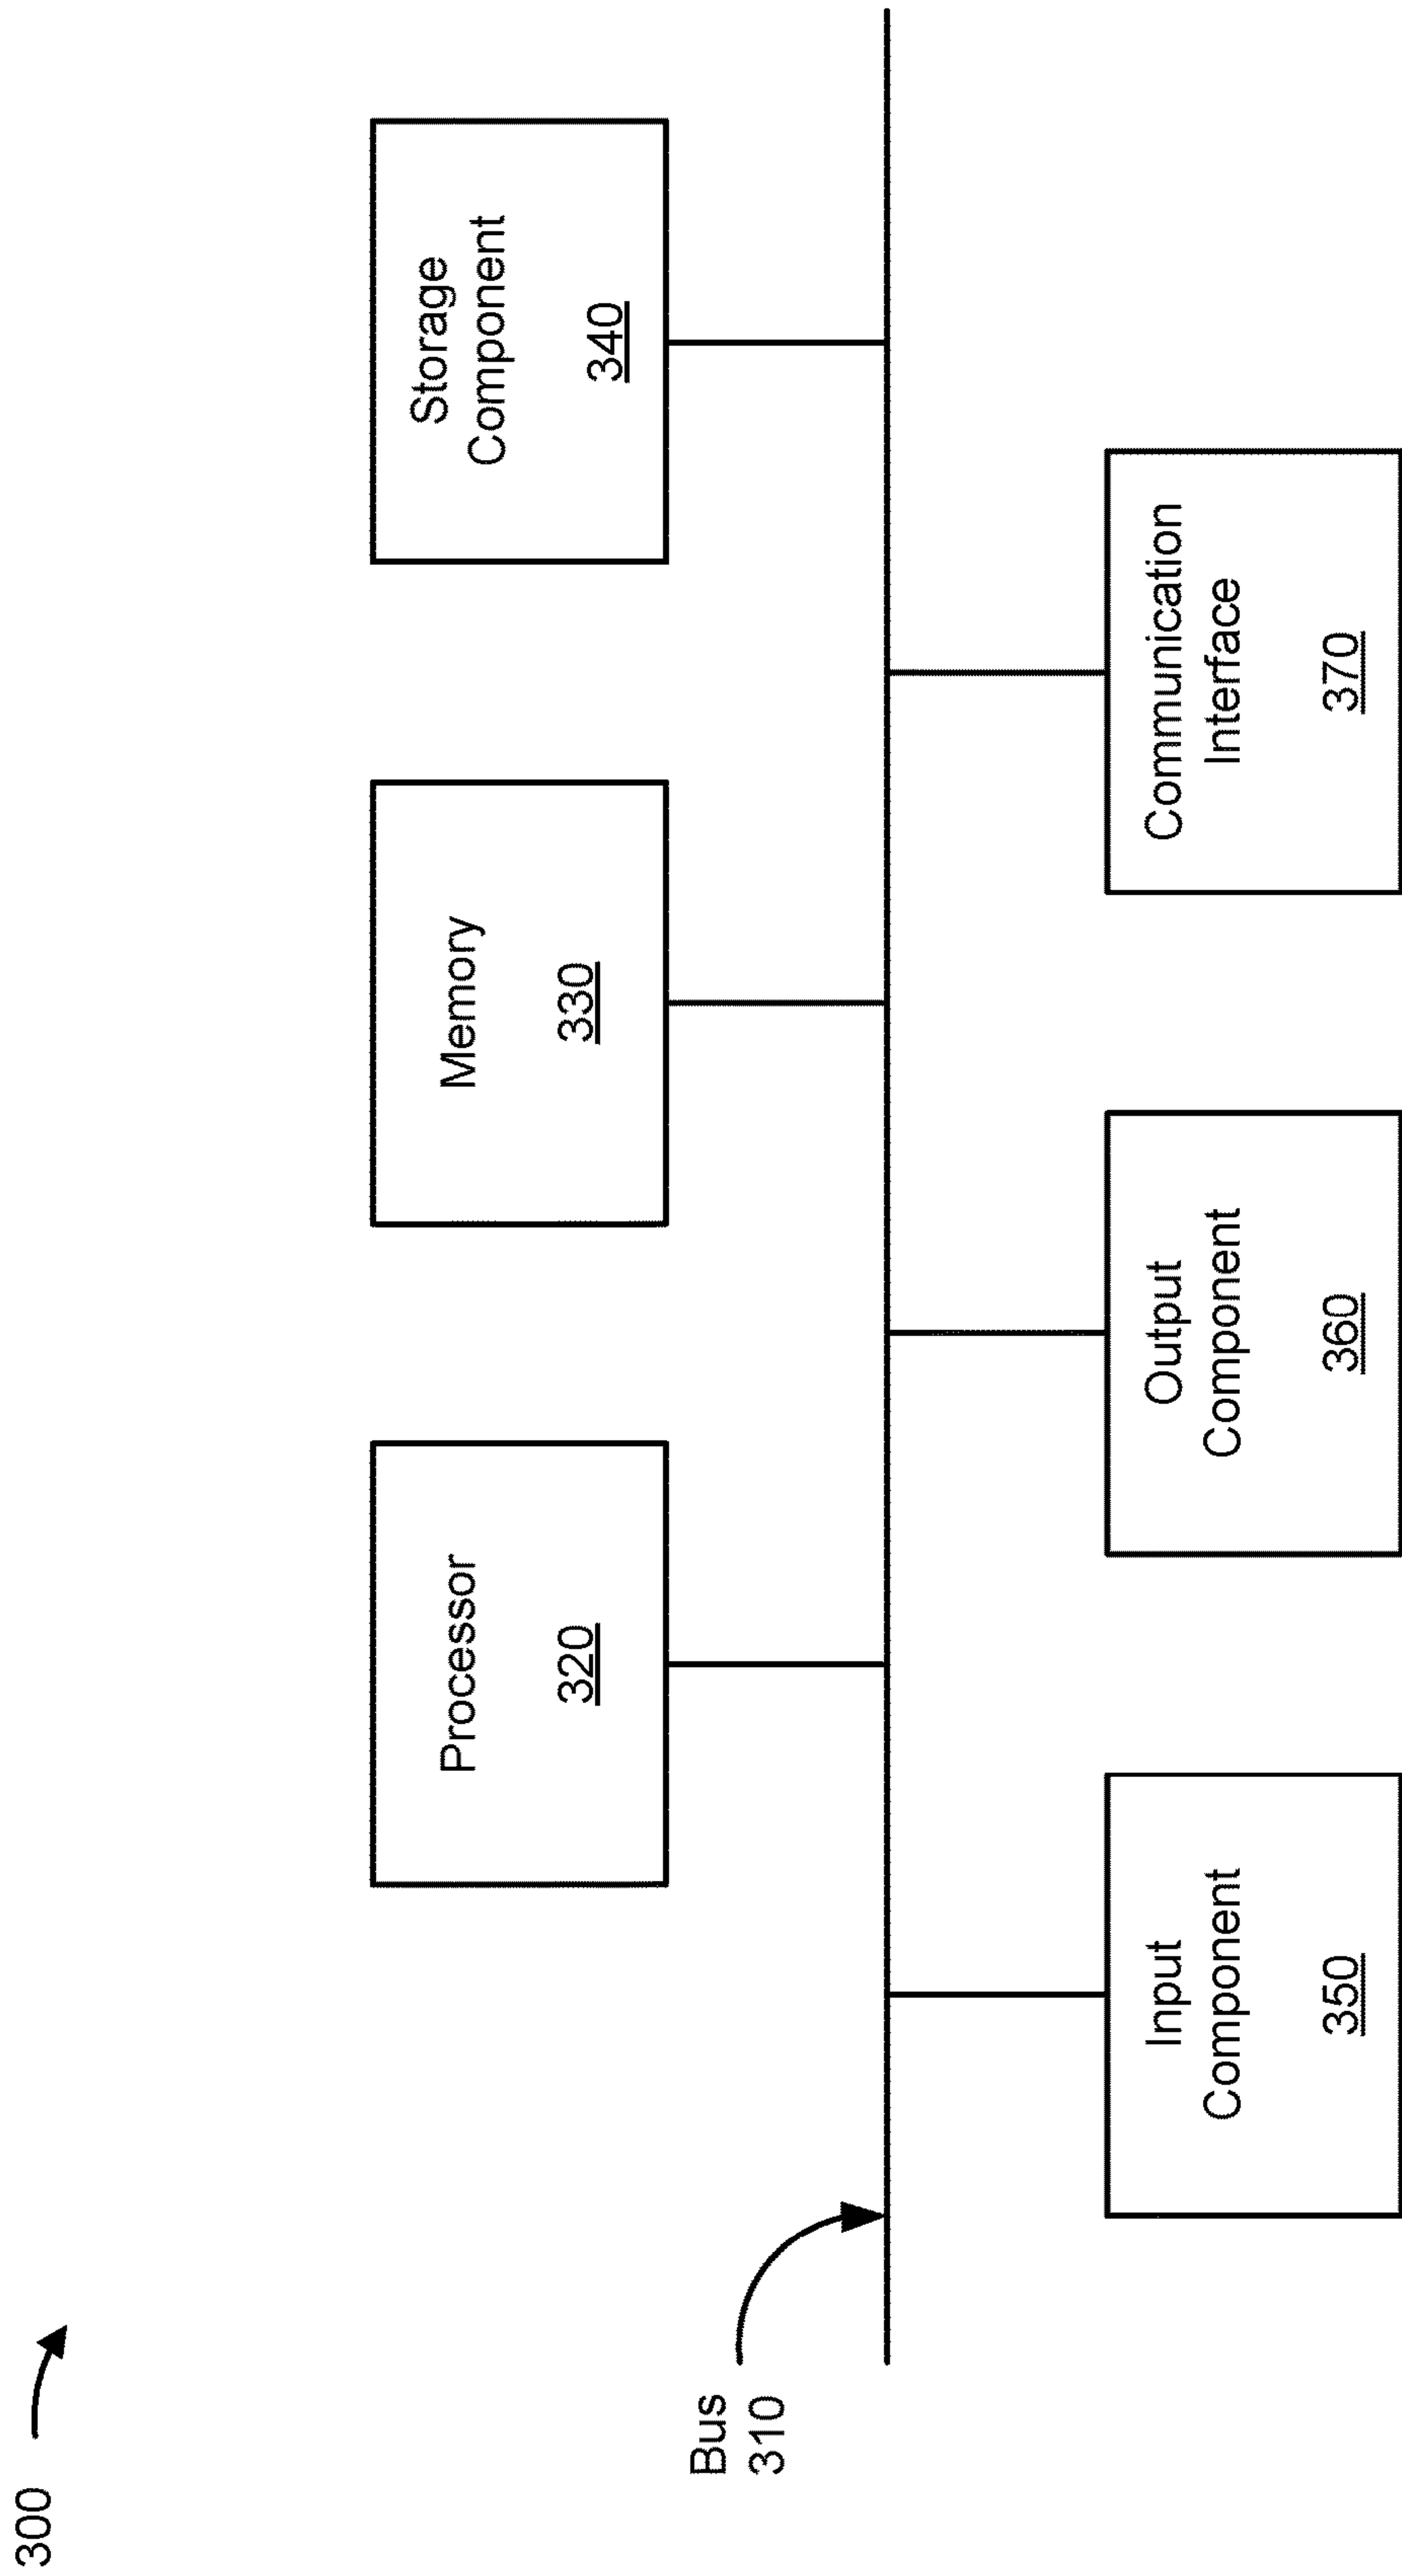 300
Processor
320
Memory
330
Storage
Component
340
Bus
310
Input
Component
350
Output
Component
360
Communication
Interface
370